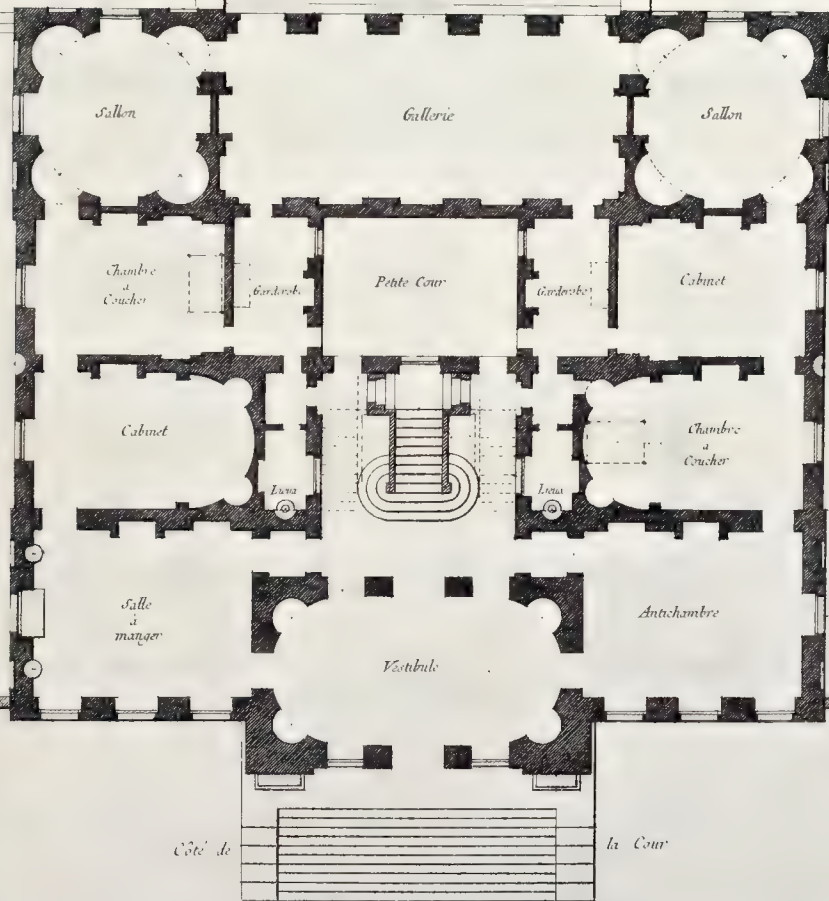 Sallon
Gallerie
Sallon
Chambre
à
Coucher
Garderobe
Petite Cour
Garderobe
Cabinet
Cabinet
Chambre
à
Coucher
Lieux
Lieux
Salle
à
manger
Vestibule
Antichambre
Côté de la Cour